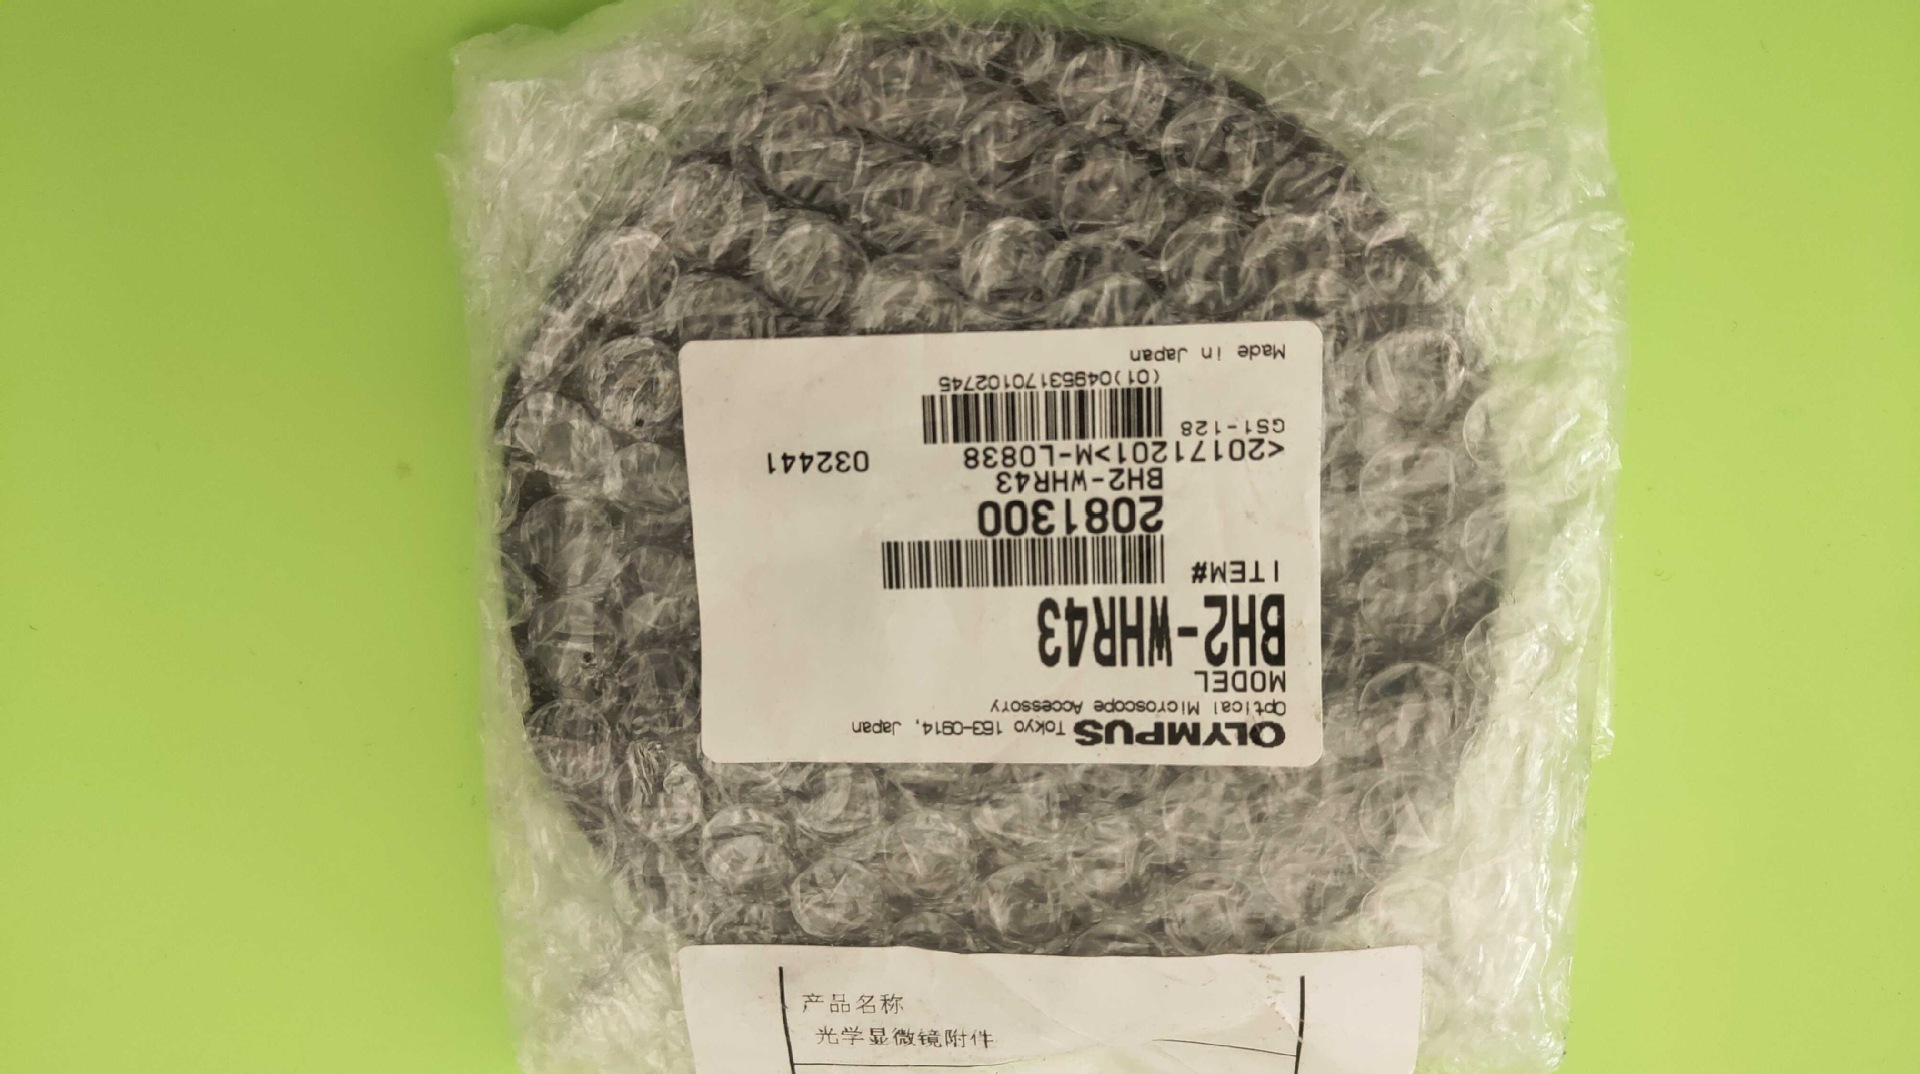 OLYMPUS Tokyo 163-0914, Japan
Optical Microscope Accessory
MODEL
BH2-WHR43
ITEM#
2081300
BH2-WHR43
<20171201>M-L0838 032441
GS1-128
(01)04953170102745
Made in Japan
产品名称
光学显微镜附件